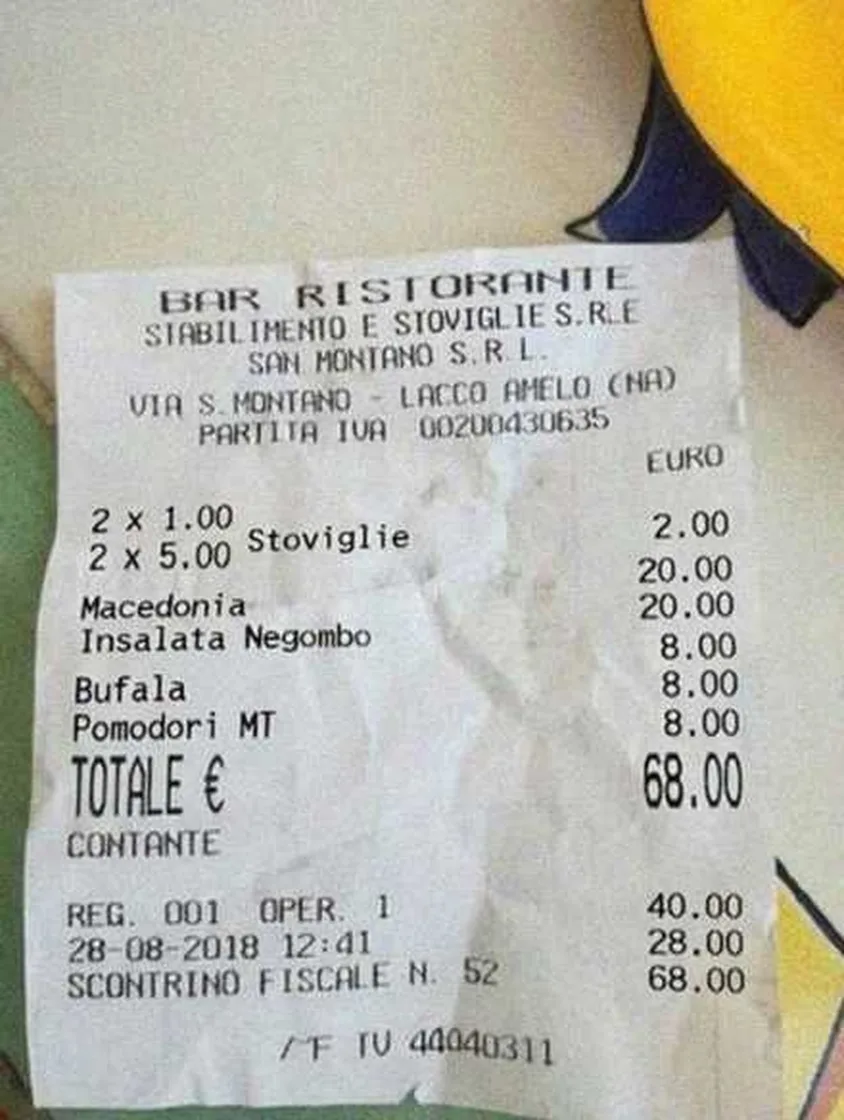 BAR RISTORANTE
STABILIMENTO E STOVIGLIE S.R.E
SAN MONTANO S.R.L.
VIA S.MONTANO - LACCO AMELO (NA)
PARTITA IVA 00200430635
EURO
2 x 1.00 2.00
2 x 5.00 Stoviglie 20.00
Macedonia 20.00
Insalata Negombo 8.00
Bufala 8.00
Pomodori MT 8.00
TOTALE € 68.00
CONTANTE
REG. 001 OPER. 1 40.00
28-08-2018 12:41 28.00
SCONTRINO FISCALE N. 52 68.00
/F IV 44040311